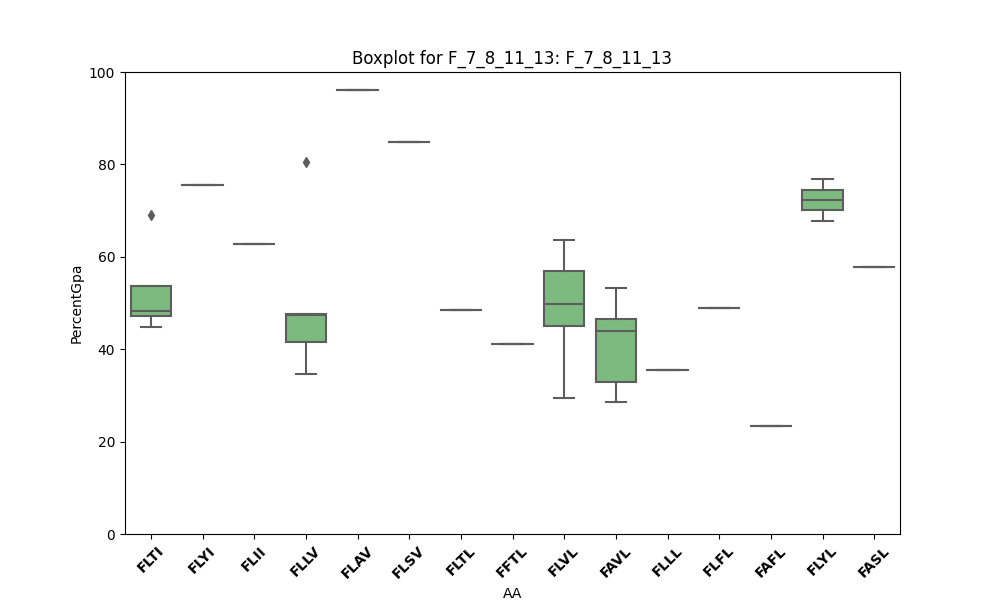 Boxplot for F_7_8_11_13: F_7_8_11_13
100
80
60
40
20
0
PercentGpa
FLTI FLYI FLII FLLV FLAV FLSV FLTL FFTL FLVL FAVL FLLL FLFL FAFL FLYL FASL
AA